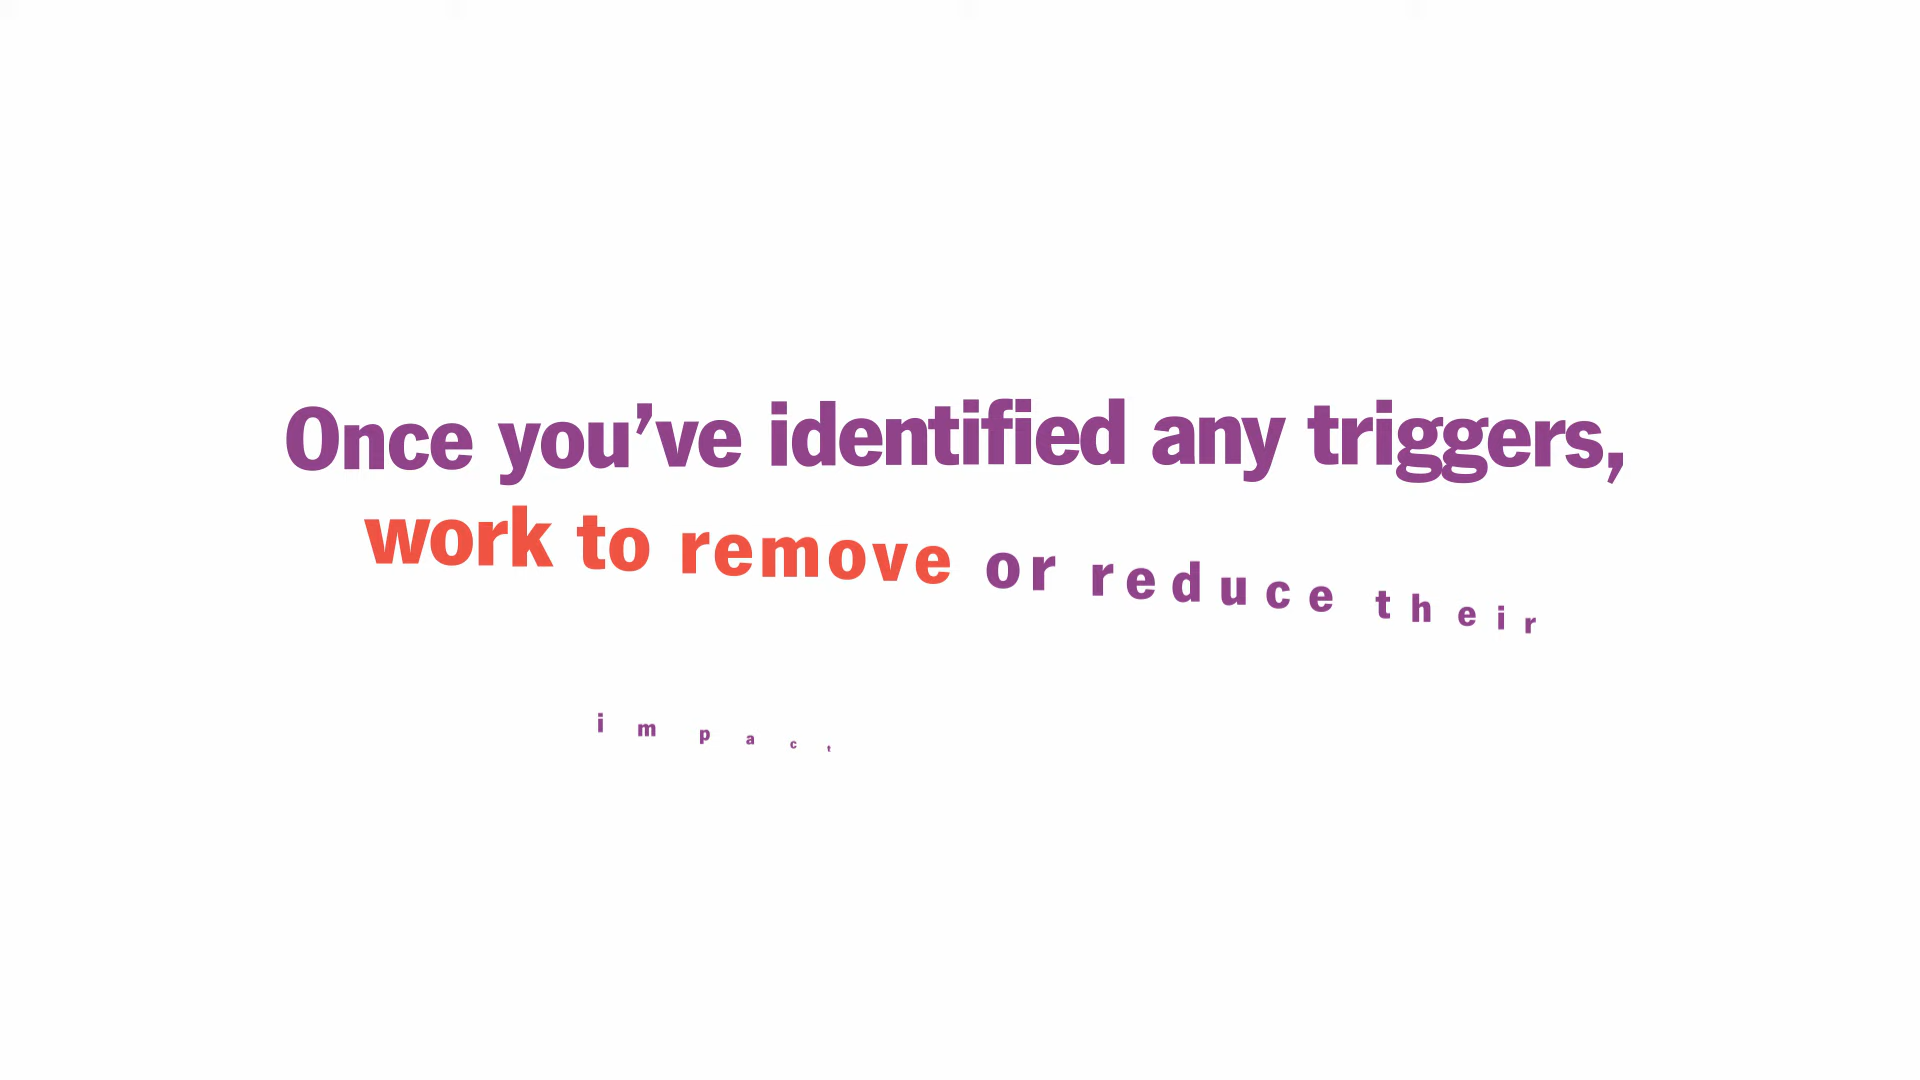 Once you’ve identified any triggers,
work to remove or reduce their
impact